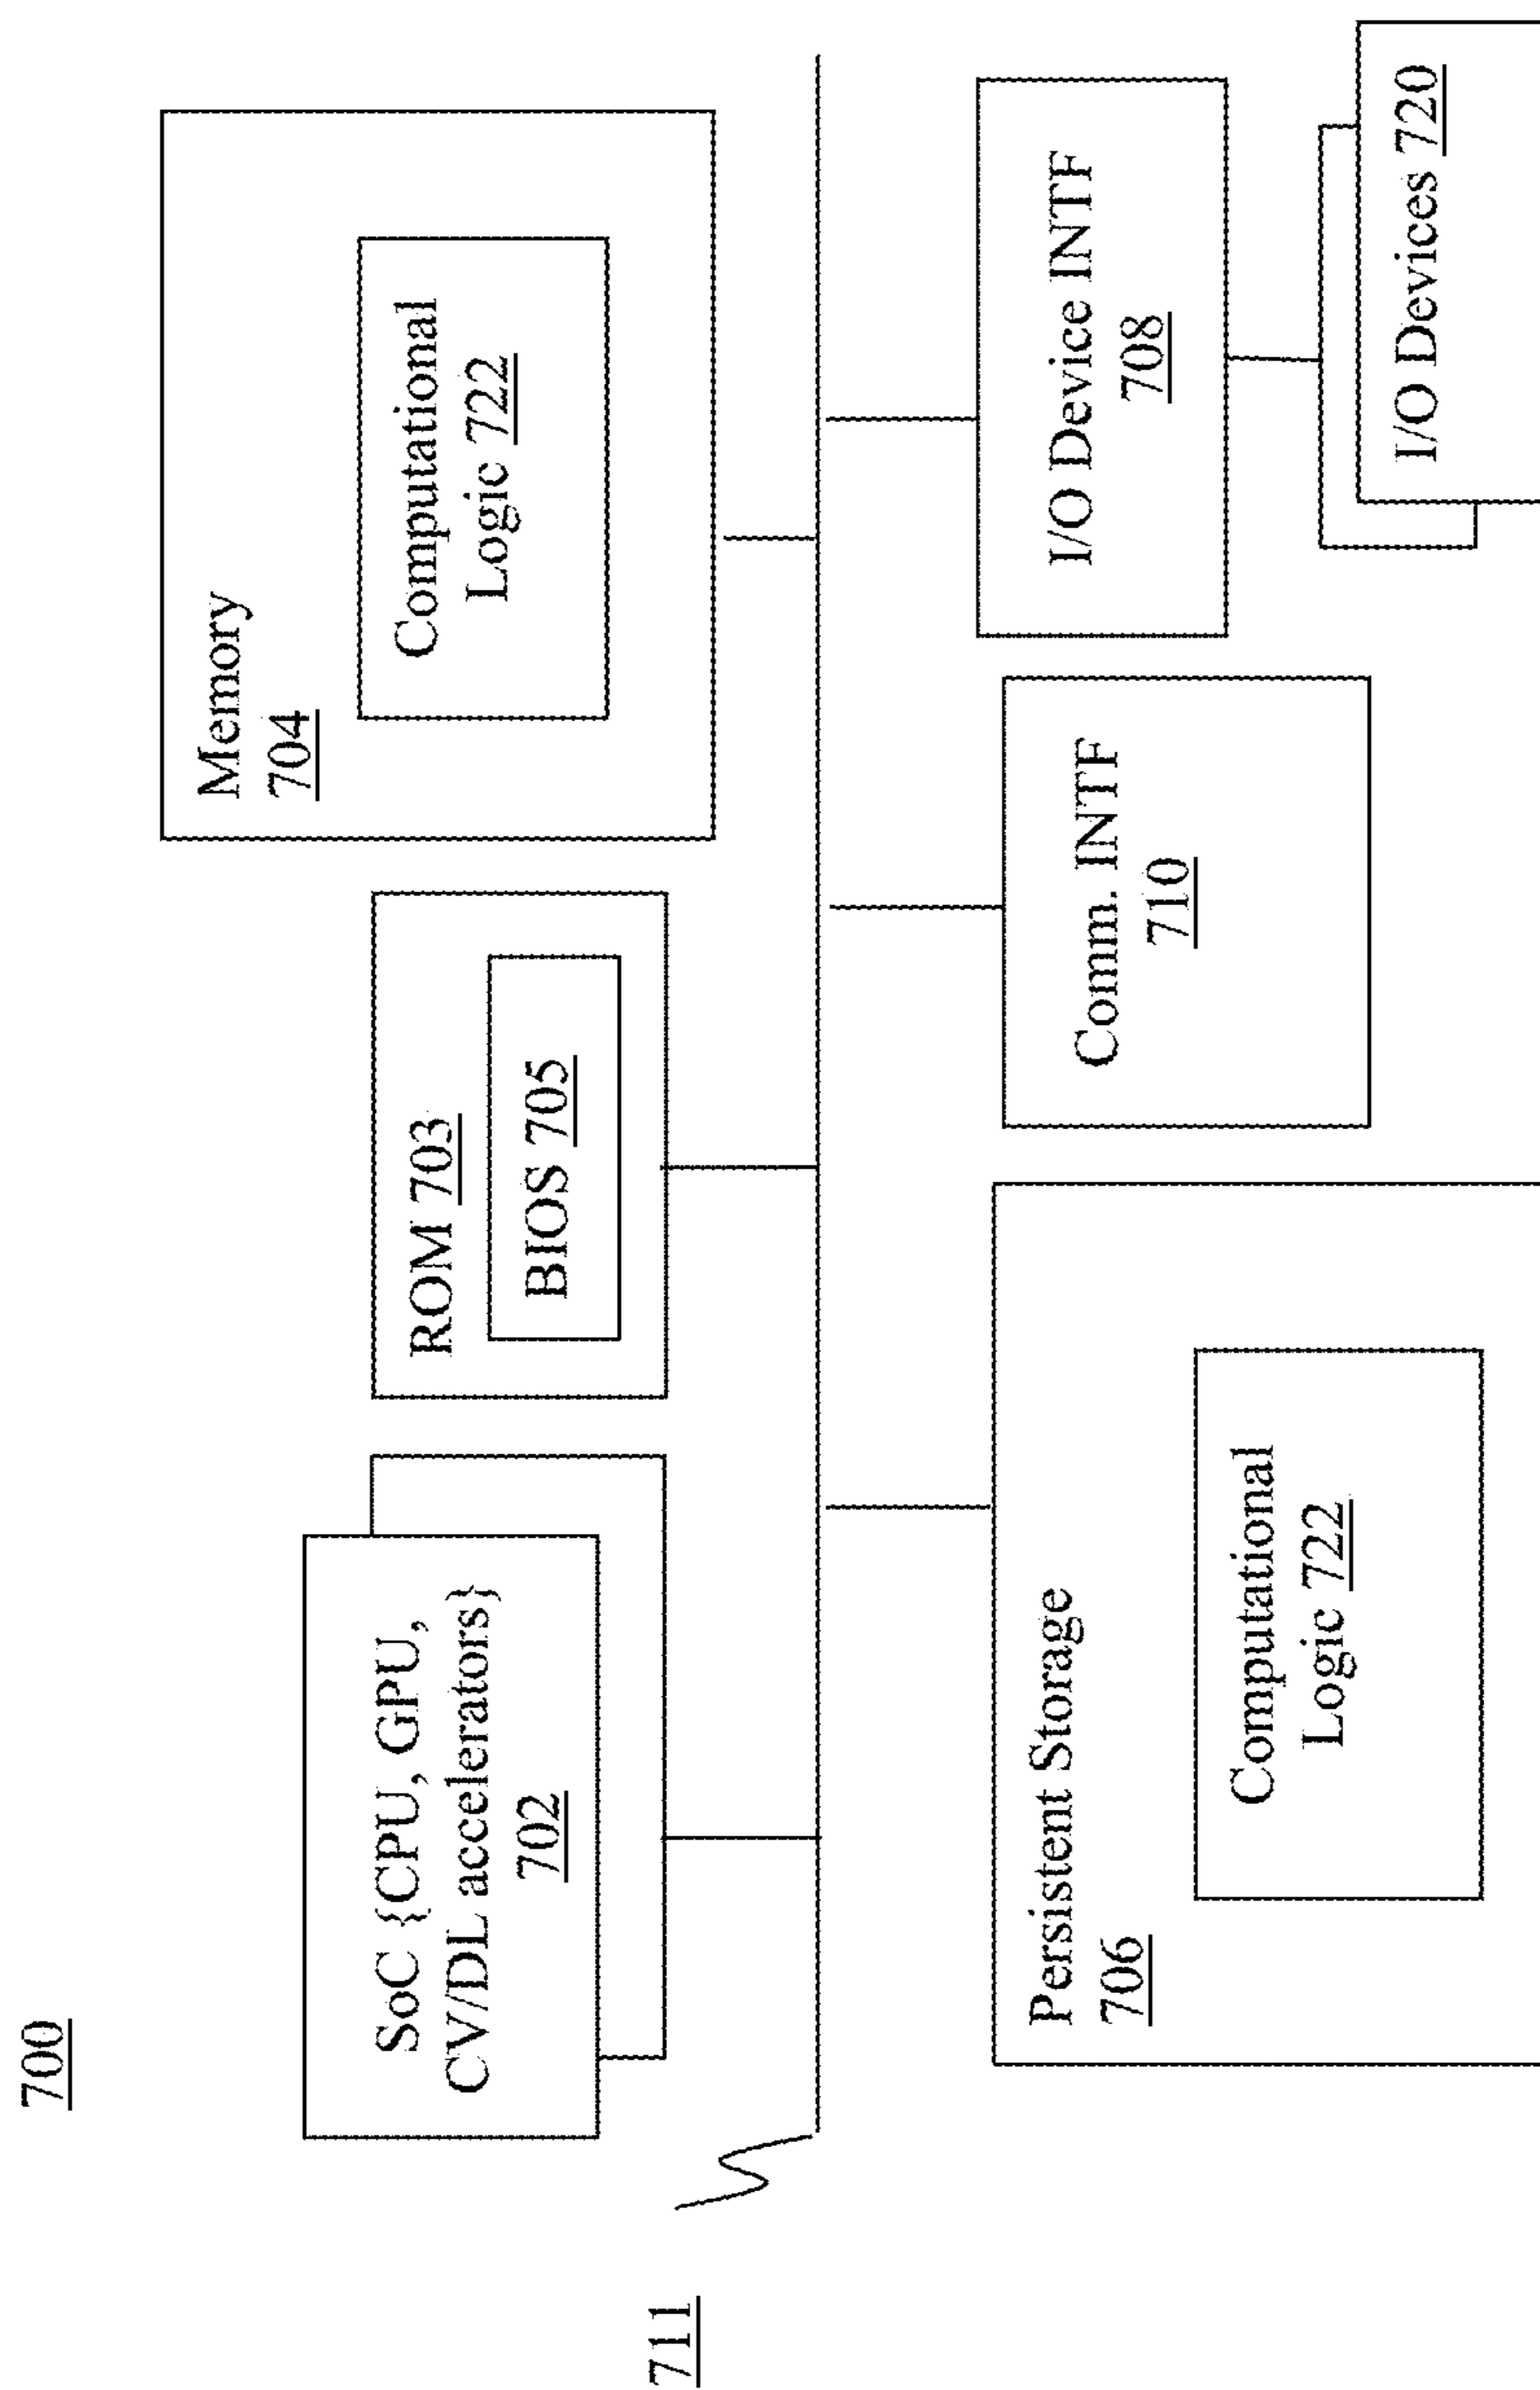 700
SoC {CPU, GPU,
CV/DL accelerators}
702
ROM 703
BIOS 705
Memory
704
Computational
Logic 722
711
Persistent Storage
706
Computational
Logic 722
Comm. INTF
710
I/O Device INTF
708
I/O Devices 720